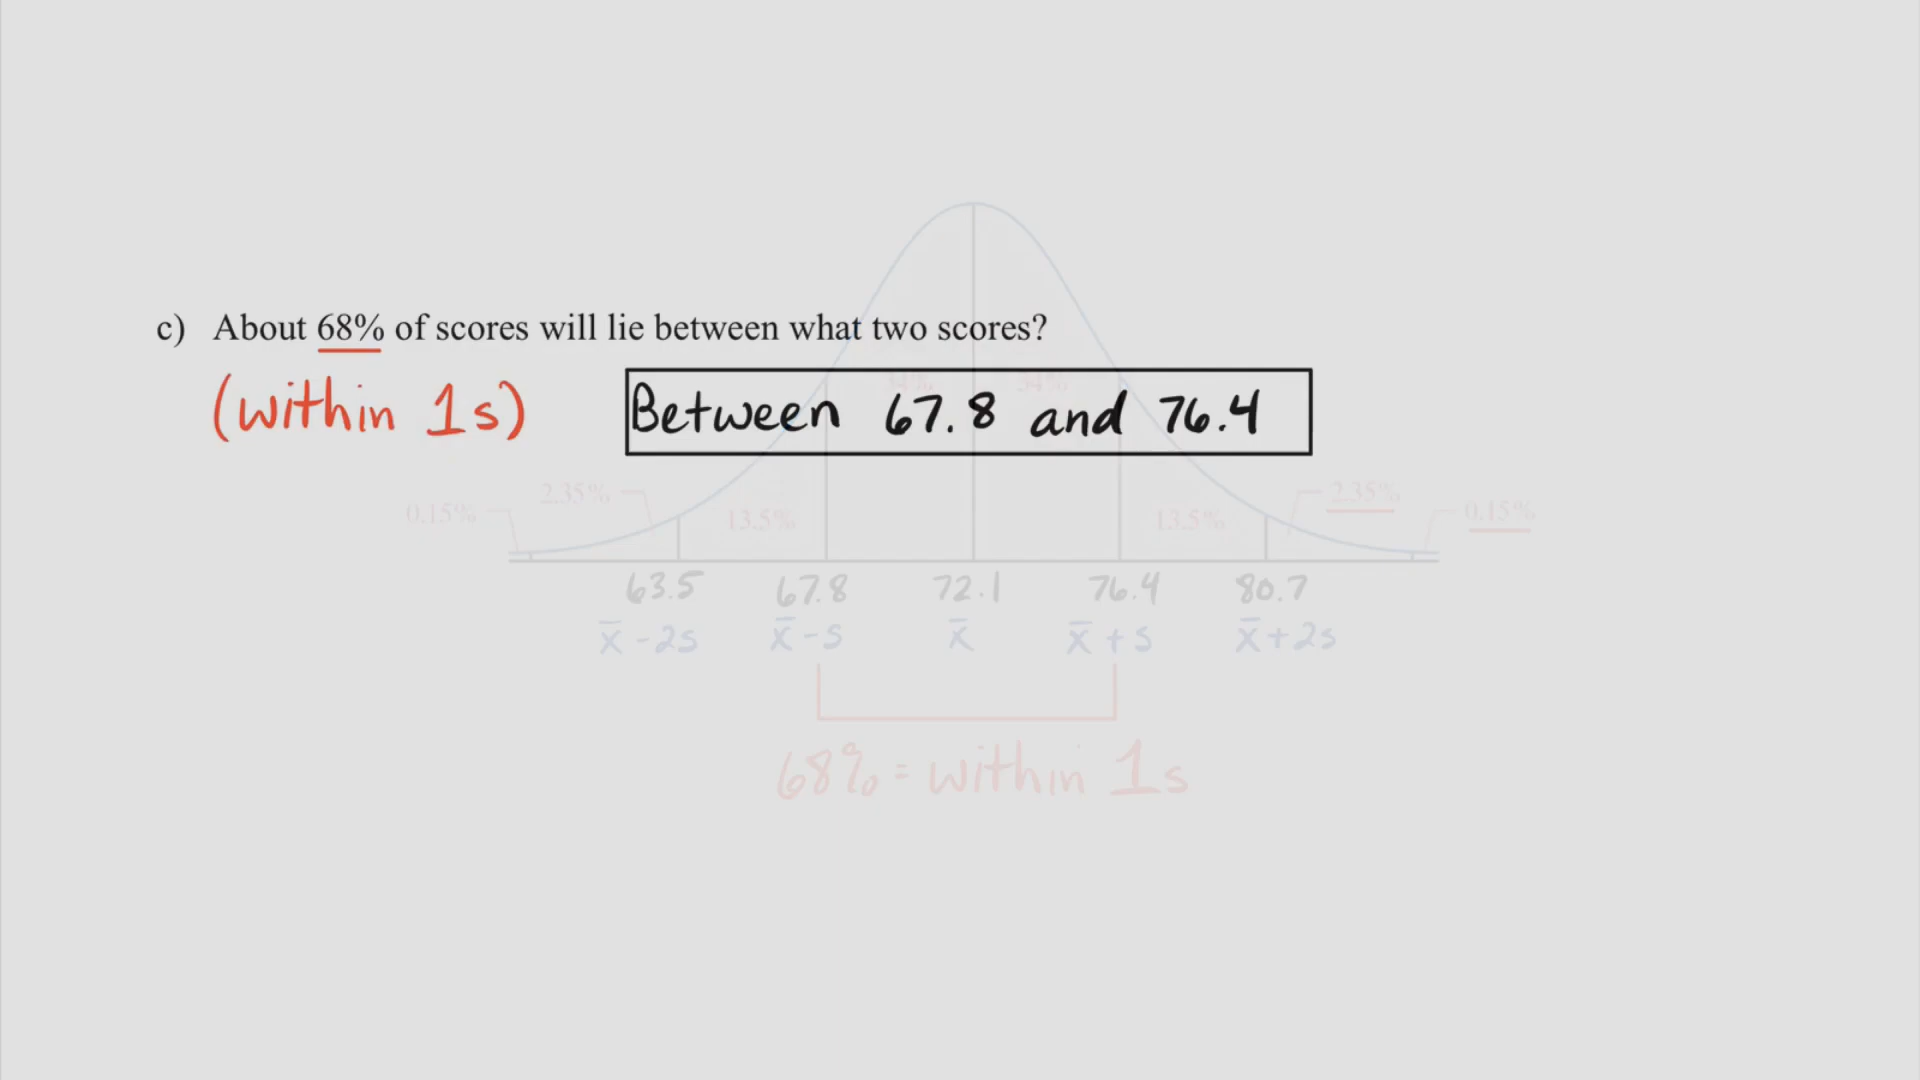 c) About 68% of scores will lie between what two scores?
(within 1s) Between 67.8 and 76.4
34% 34%
0.15% 2.35% 13.5% 13.5% 2.35% 0.15%
63.5 67.8 72.1 76.4 80.7
x̄ - 2s x̄ - s x̄ x̄ + s x̄ + 2s
68% = within 1s